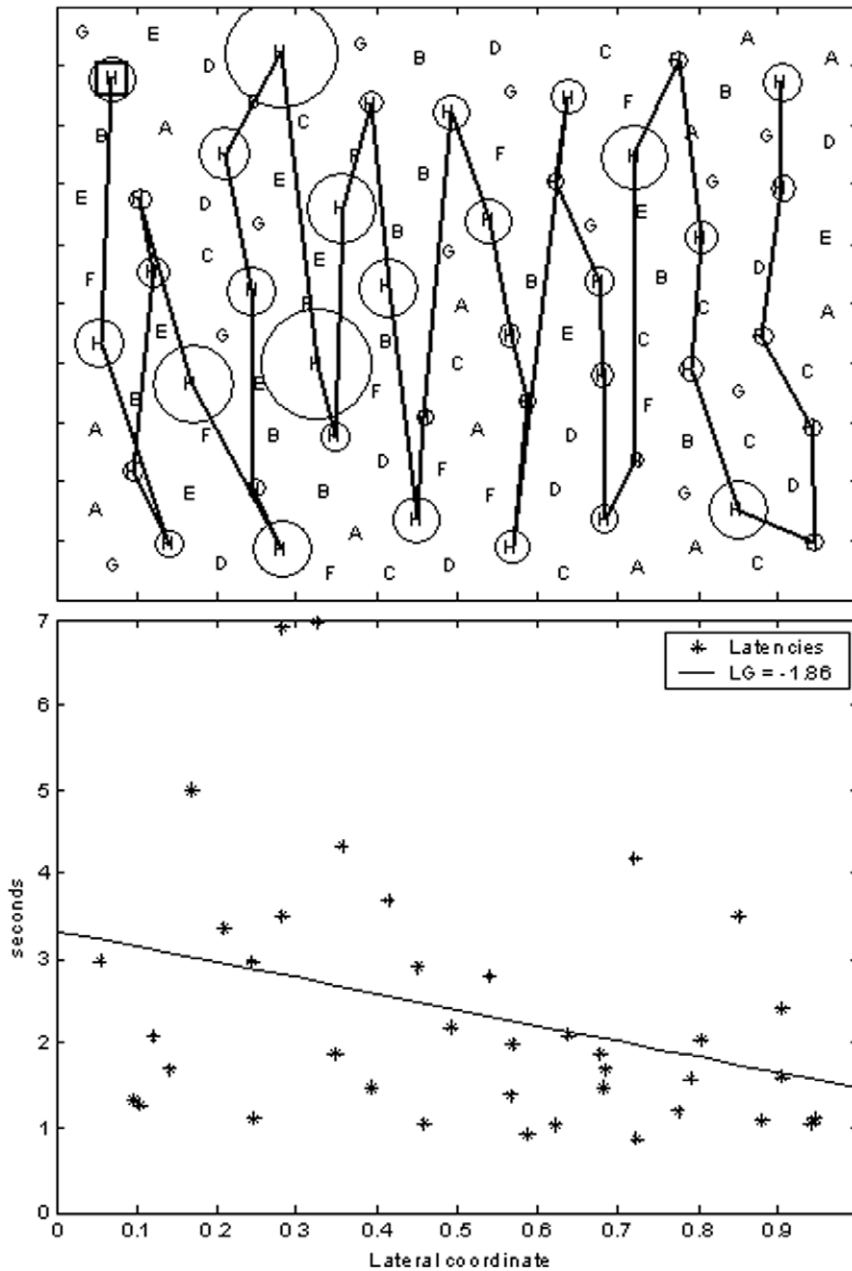 G E G B D C A A
D H H
H G H F B H
H H C
B A A G D
H F F H
E B H G H
E H D H E
G B H G H E
C E G D
F H H H B H B
A C A
E G B H E C H A
H H C H C
E H F H G
B H F
A F B H H A D B C H
H D F H
E H B F D G D
A H H H
H H A H H A
G D F C D C A C
7
6
5
4
3
2
1
0
seconds
Latencies
LG = -1.86
0 0.1 0.2 0.3 0.4 0.5 0.6 0.7 0.8 0.9
Lateral coordinate